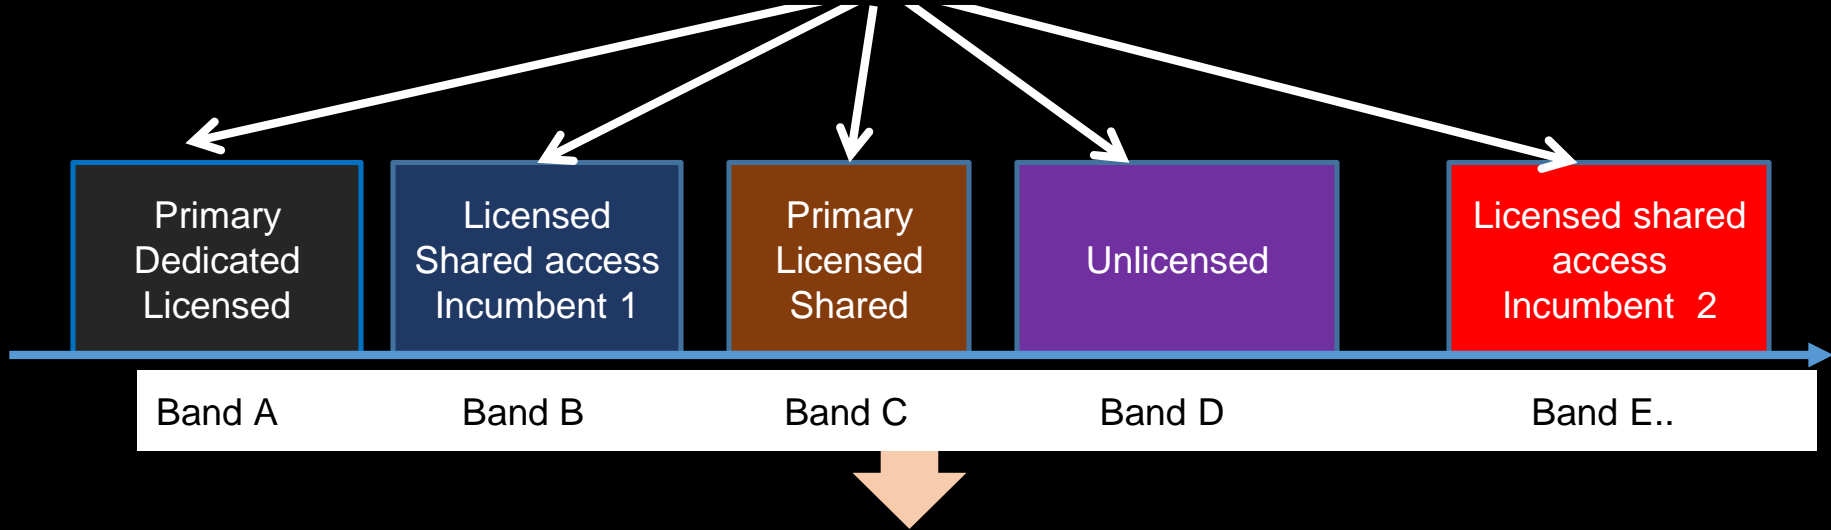 Primary
Dedicated
Licensed
Licensed
Shared access
Incumbent 1
Primary
Licensed
Shared
Unlicensed
Licensed shared
access
Incumbent 2
Band A
Band B
Band C
Band D
Band E..